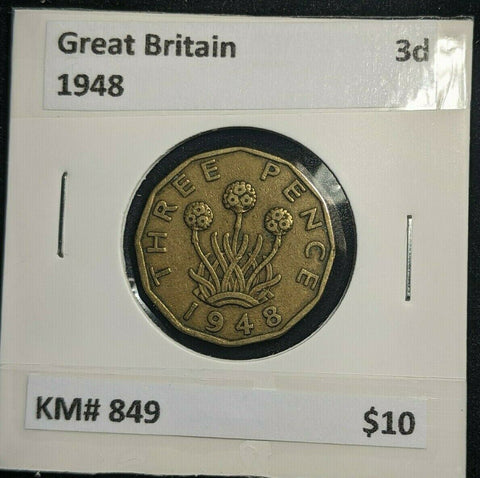 Great Britain 3d
1948
THREE PENCE
1948
KM# 849 $10